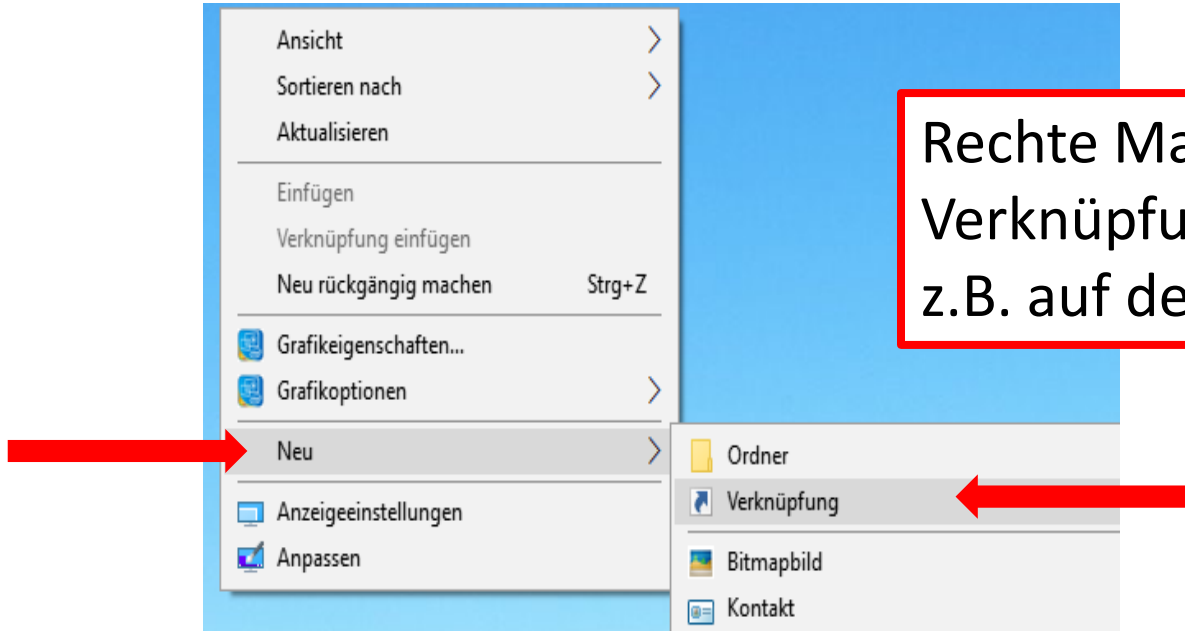 Ansicht
Sortieren nach
Aktualisieren
Einfügen
Verknüpfung einfügen
Neu rückgängig machen Strg+Z
Grafikeigenschaften...
Grafikoptionen
Neu
Anzeigeeinstellungen
Anpassen
Ordner
Verknüpfung
Bitmapbild
Kontakt
Rechte Ma
Verknüpfu
z.B. auf de